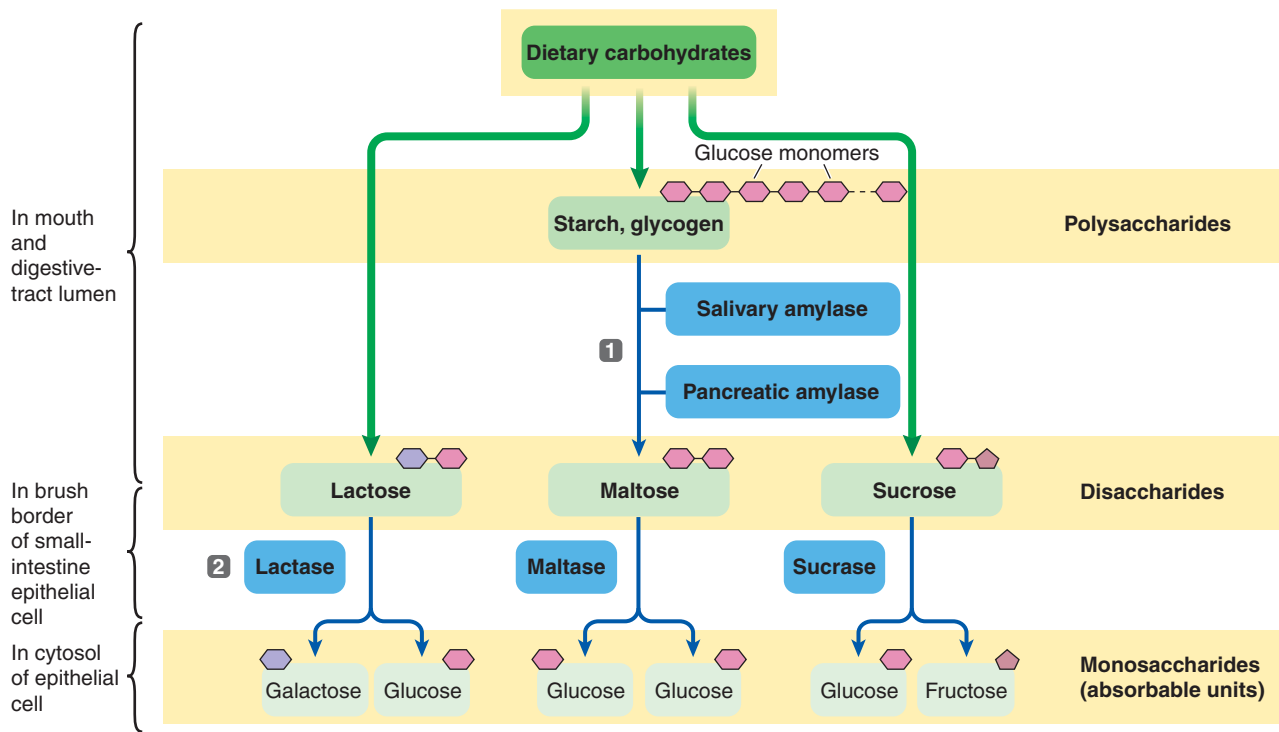 Dietary carbohydrates
Glucose monomers
In mouth
and
digestive-
tract lumen
Starch, glycogen
Polysaccharides
Salivary amylase
1
Pancreatic amylase
In brush
border
of small-
intestine
epithelial
cell
Lactose
Maltose
Sucrose
Disaccharides
2
Lactase
Maltase
Sucrase
In cytosol
of epithelial
cell
Galactose
Glucose
Glucose
Glucose
Glucose
Fructose
Monosaccharides
(absorbable units)